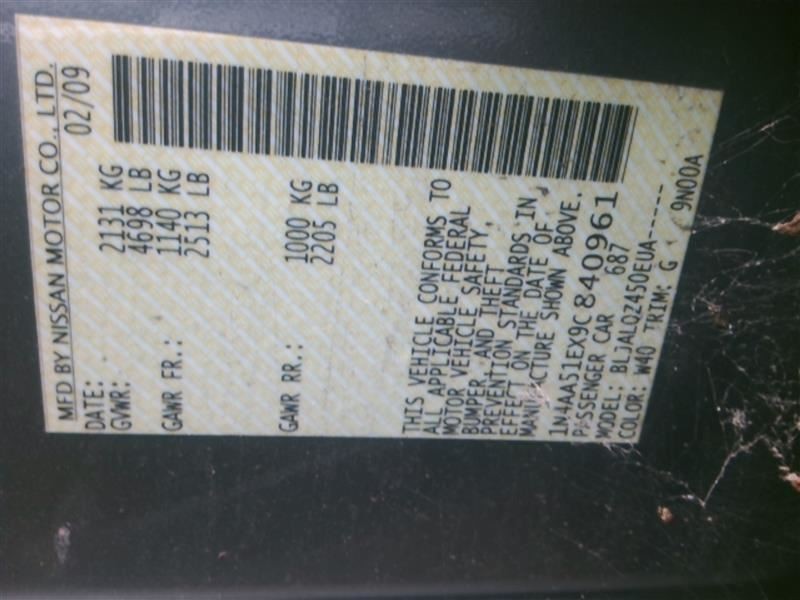 MFD BY NISSAN MOTOR CO., LTD.
DATE: 02/09
GVWR: 2131 KG
4698 LB
GAWR FR.: 1140 KG
2513 LB
GAWR RR.: 1000 KG
2205 LB
THIS VEHICLE CONFORMS TO
ALL APPLICABLE FEDERAL
MOTOR VEHICLE SAFETY,
BUMPER, AND THEFT
PREVENTION STANDARDS IN
EFFECT ON THE DATE OF
MANUFACTURE SHOWN ABOVE.
1N4AA51EX9C840961
PASSENGER CAR 687
MODEL: BLJALQZ450EUA-----
COLOR: W40 TRIM: G 9N00A